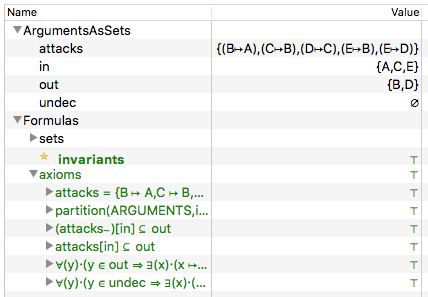 Name Value
ArgumentsAsSets
attacks {(B↦A),(C↦B),(D↦C),(E↦B),(E↦D)}
in {A,C,E}
out {B,D}
undec ∅
Formulas
sets
invariants ⊤
axioms ⊤
attacks = {B ↦ A,C ↦ B,... ⊤
partition(ARGUMENTS,i... ⊤
(attacks∼)[in] ⊆ out ⊤
attacks[in] ⊆ out ⊤
∀(y)·(y ∈ out ⇒ ∃(x)·(x ↦... ⊤
∀(y)·(y ∈ undec ⇒ ∃(x)·(... ⊤